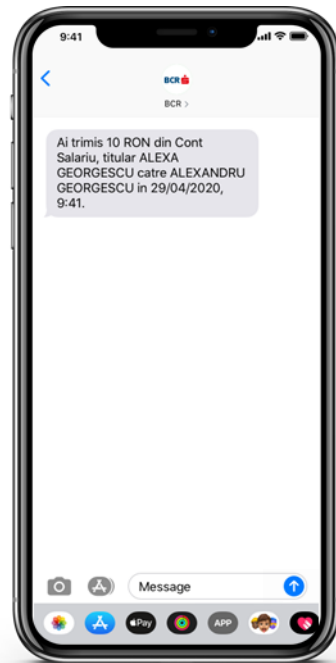 9:41
BCR
BCR >
Ai trimis 10 RON din Cont
Salariu, titular ALEXA
GEORGESCU catre ALEXANDRU
GEORGESCU in 29/04/2020,
9:41.
Message
Pay
APP